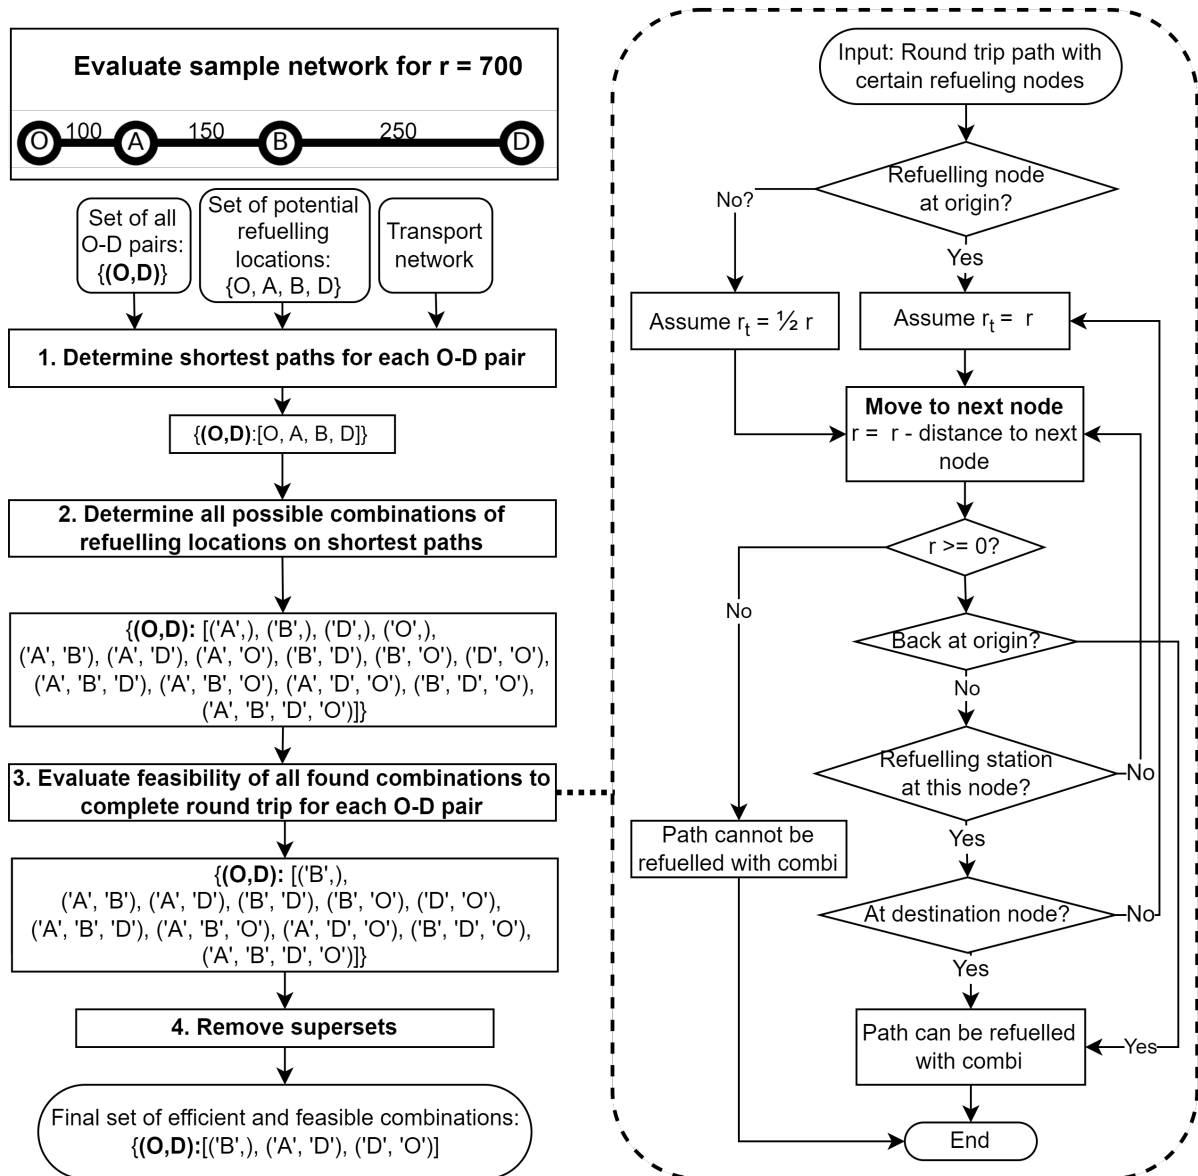 Evaluate sample network for r = 700
O 100 A 150 B 250 D
Set of all
O-D pairs:
{(O,D)}
Set of potential
refuelling
locations:
{O, A, B, D}
Transport
network
1. Determine shortest paths for each O-D pair
{(O,D):[O, A, B, D]}
2. Determine all possible combinations of
refuelling locations on shortest paths
{(O,D): [('A',), ('B',), ('D',), ('O',),
('A', 'B'), ('A', 'D'), ('A', 'O'), ('B', 'D'), ('B', 'O'), ('D', 'O'),
('A', 'B', 'D'), ('A', 'B', 'O'), ('A', 'D', 'O'), ('B', 'D', 'O'),
('A', 'B', 'D', 'O')]}
3. Evaluate feasibility of all found combinations to
complete round trip for each O-D pair
{(O,D): [('B',),
('A', 'B'), ('A', 'D'), ('B', 'D'), ('B', 'O'), ('D', 'O'),
('A', 'B', 'D'), ('A', 'B', 'O'), ('A', 'D', 'O'), ('B', 'D', 'O'),
('A', 'B', 'D', 'O')]}
4. Remove supersets
Final set of efficient and feasible combinations:
{(O,D):[('B',), ('A', 'D'), ('D', 'O')]
Input: Round trip path with
certain refueling nodes
Refuelling node
at origin?
No?
Yes
Assume rt = ½ r
Assume rt = r
Move to next node
r = r - distance to next
node
r >= 0?
No
Back at origin?
No
Refuelling station
at this node?
No
Yes
Path cannot be
refuelled with combi
At destination node?
No
Yes
Path can be refuelled
with combi
Yes
End